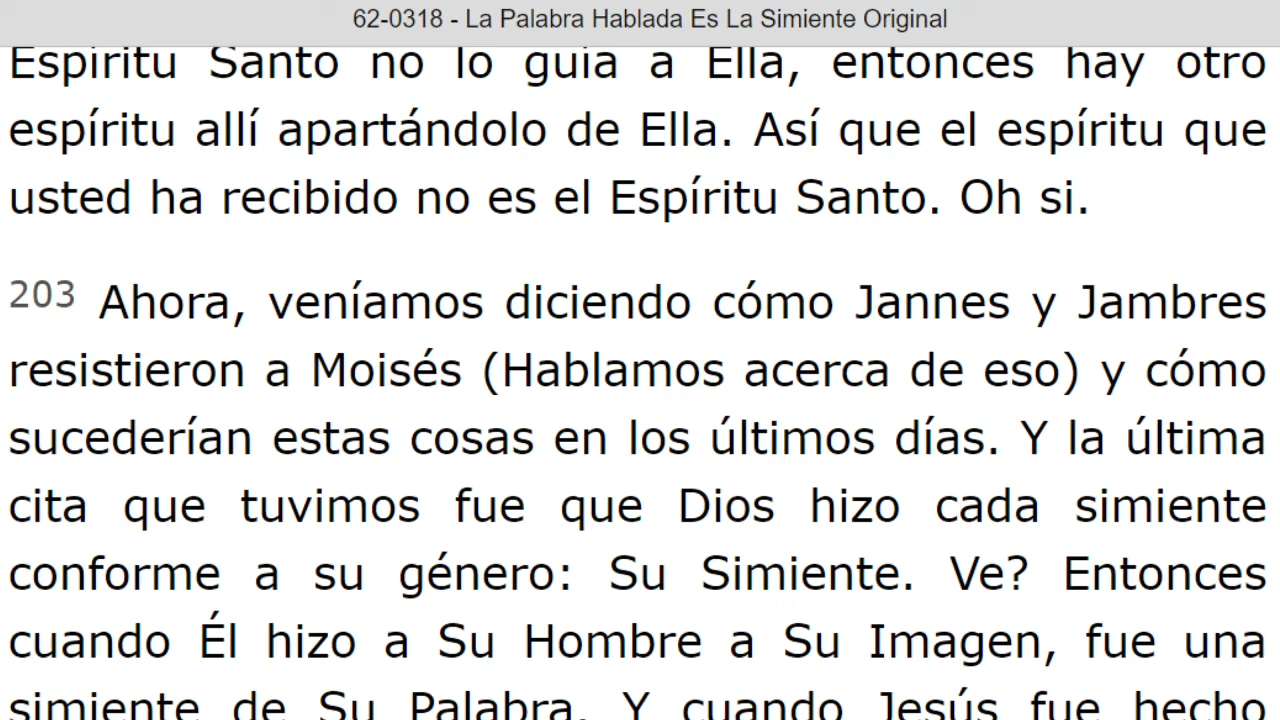 62-0318 - La Palabra Hablada Es La Simiente Original
Espíritu Santo no lo guía a Ella, entonces hay otro
espíritu allí apartándolo de Ella. Así que el espíritu que
usted ha recibido no es el Espíritu Santo. Oh si.
203 Ahora, veníamos diciendo cómo Jannes y Jambres
resistieron a Moisés (Hablamos acerca de eso) y cómo
sucederían estas cosas en los últimos días. Y la última
cita que tuvimos fue que Dios hizo cada simiente
conforme a su género: Su Simiente. Ve? Entonces
cuando Él hizo a Su Hombre a Su Imagen, fue una
simiente de Su Palabra. Y cuando Jesús fue hecho